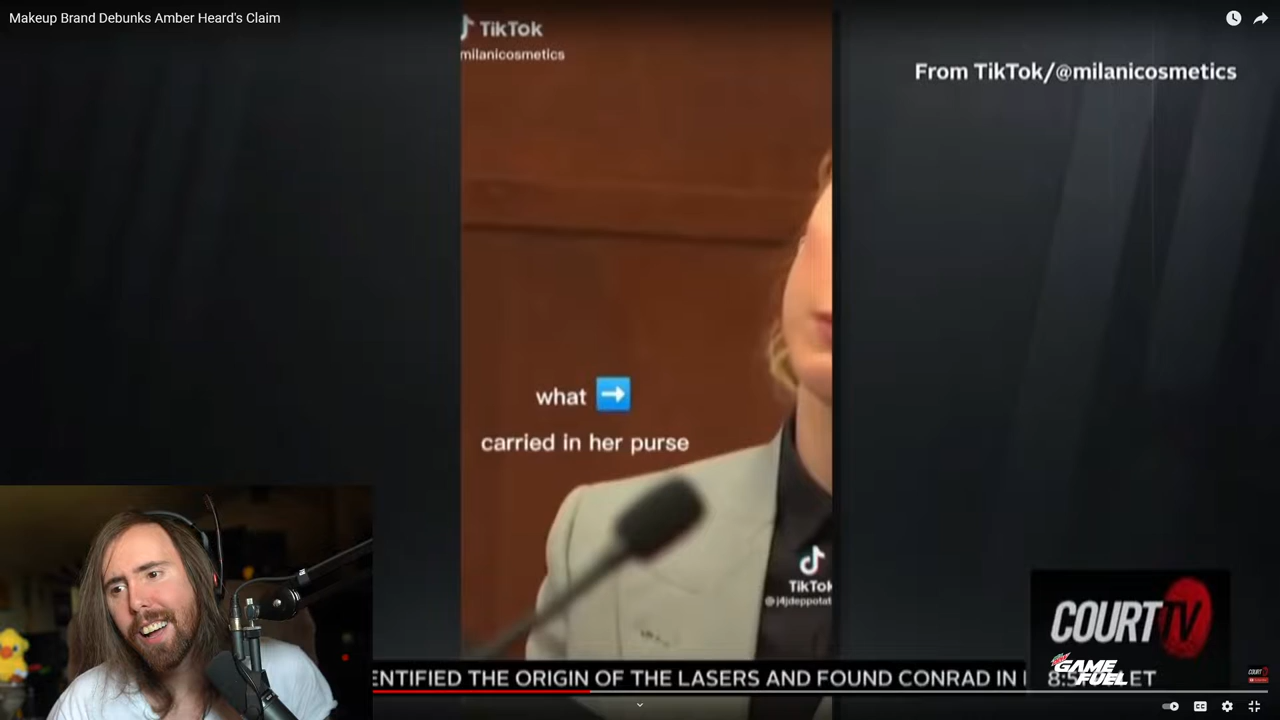 Makeup Brand Debunks Amber Heard's Claim
TikTok
milanicosmetics
From TikTok/@milanicosmetics
what ➡
carried in her purse
TikTok
@j4jdeppotat
COURT TV
ENTIFIED THE ORIGIN OF THE LASERS AND FOUND CONRAD IN
GAME FUEL
ET